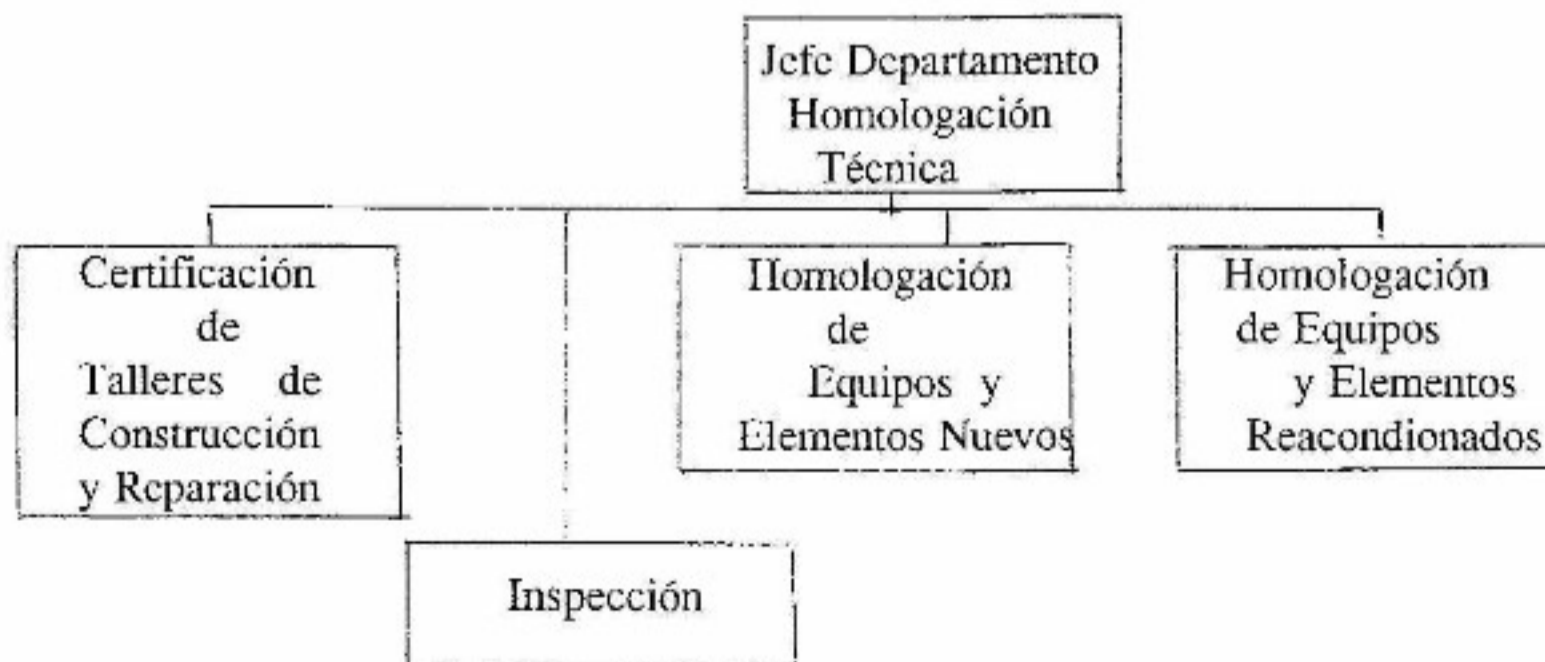 Jefe Departamento
Homologación
Técnica
Certificación
de
Talleres de
Construcción
y Reparación
Homologación
de
Equipos y
Elementos Nuevos
Homologación
de Equipos
y Elementos
Reacondionados
Inspección